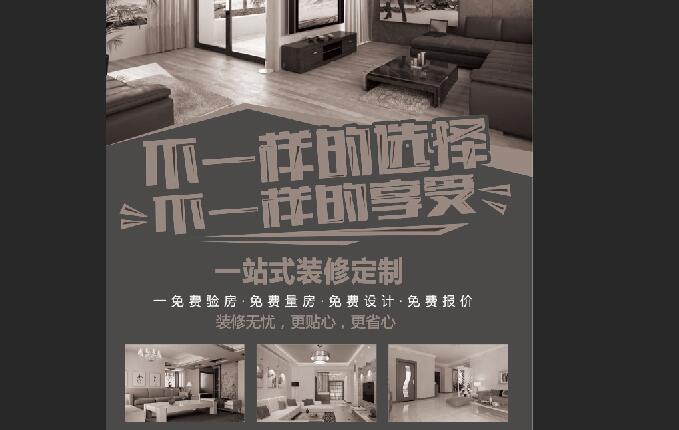 不一样的选择
不一样的享受
一站式装修定制
一免费验房·免费量房·免费设计·免费报价
装修无忧，更贴心，更省心